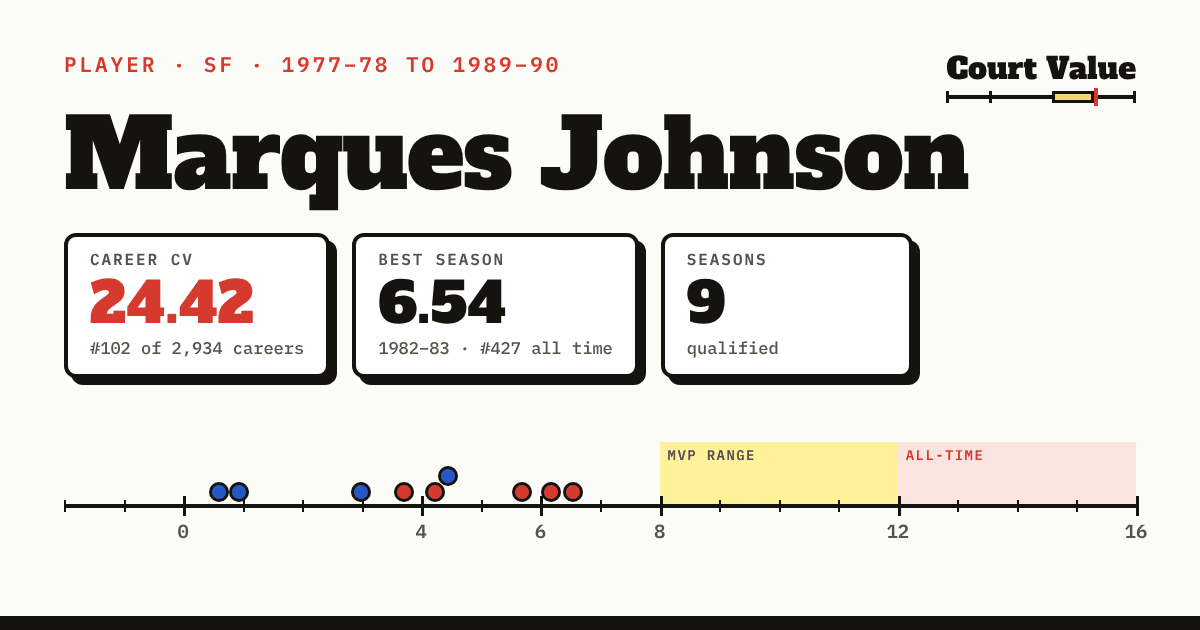 PLAYER · SF · 1977–78 TO 1989–90
Court Value
Marques Johnson
CAREER CV
24.42
#102 of 2,934 careers
BEST SEASON
6.54
1982–83 · #427 all time
SEASONS
9
qualified
MVP RANGE
ALL-TIME
0 4 6 8 12 16